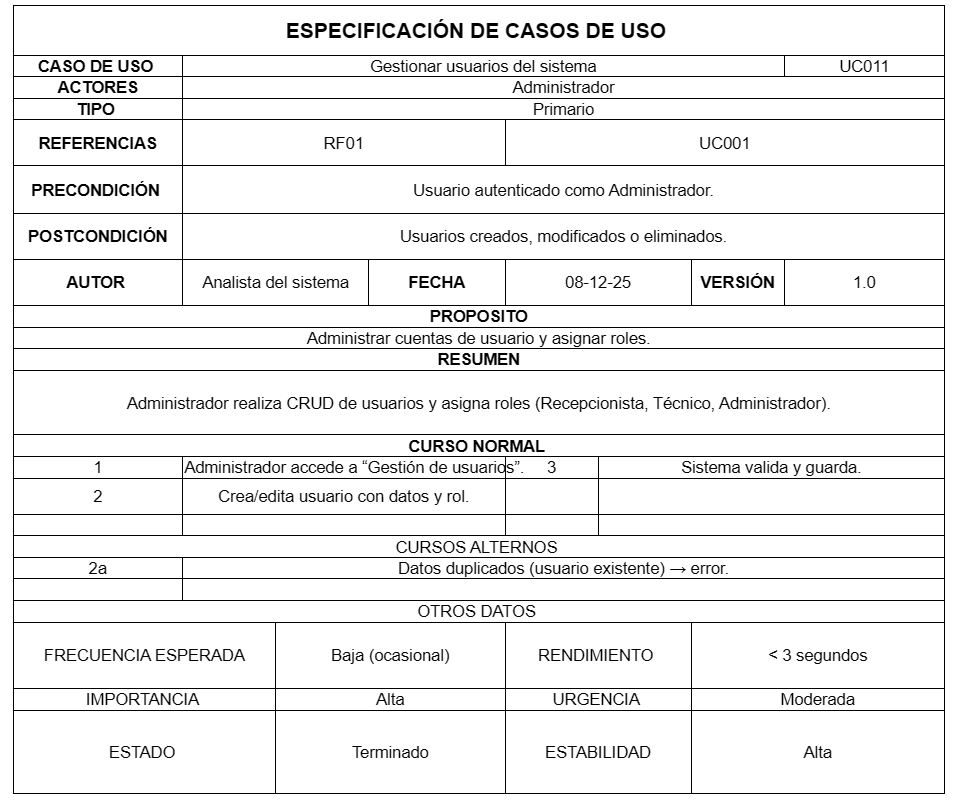 ESPECIFICACIÓN DE CASOS DE USO
CASO DE USO Gestionar usuarios del sistema UC011
ACTORES Administrador
TIPO Primario
REFERENCIAS RF01 UC001
PRECONDICIÓN Usuario autenticado como Administrador.
POSTCONDICIÓN Usuarios creados, modificados o eliminados.
AUTOR Analista del sistema FECHA 08-12-25 VERSIÓN 1.0
PROPOSITO
Administrar cuentas de usuario y asignar roles.
RESUMEN
Administrador realiza CRUD de usuarios y asigna roles (Recepcionista, Técnico, Administrador).
CURSO NORMAL
1 Administrador accede a “Gestión de usuarios”. 3 Sistema valida y guarda.
2 Crea/edita usuario con datos y rol.
CURSOS ALTERNOS
2a Datos duplicados (usuario existente) → error.
OTROS DATOS
FRECUENCIA ESPERADA Baja (ocasional) RENDIMIENTO < 3 segundos
IMPORTANCIA Alta URGENCIA Moderada
ESTADO Terminado ESTABILIDAD Alta